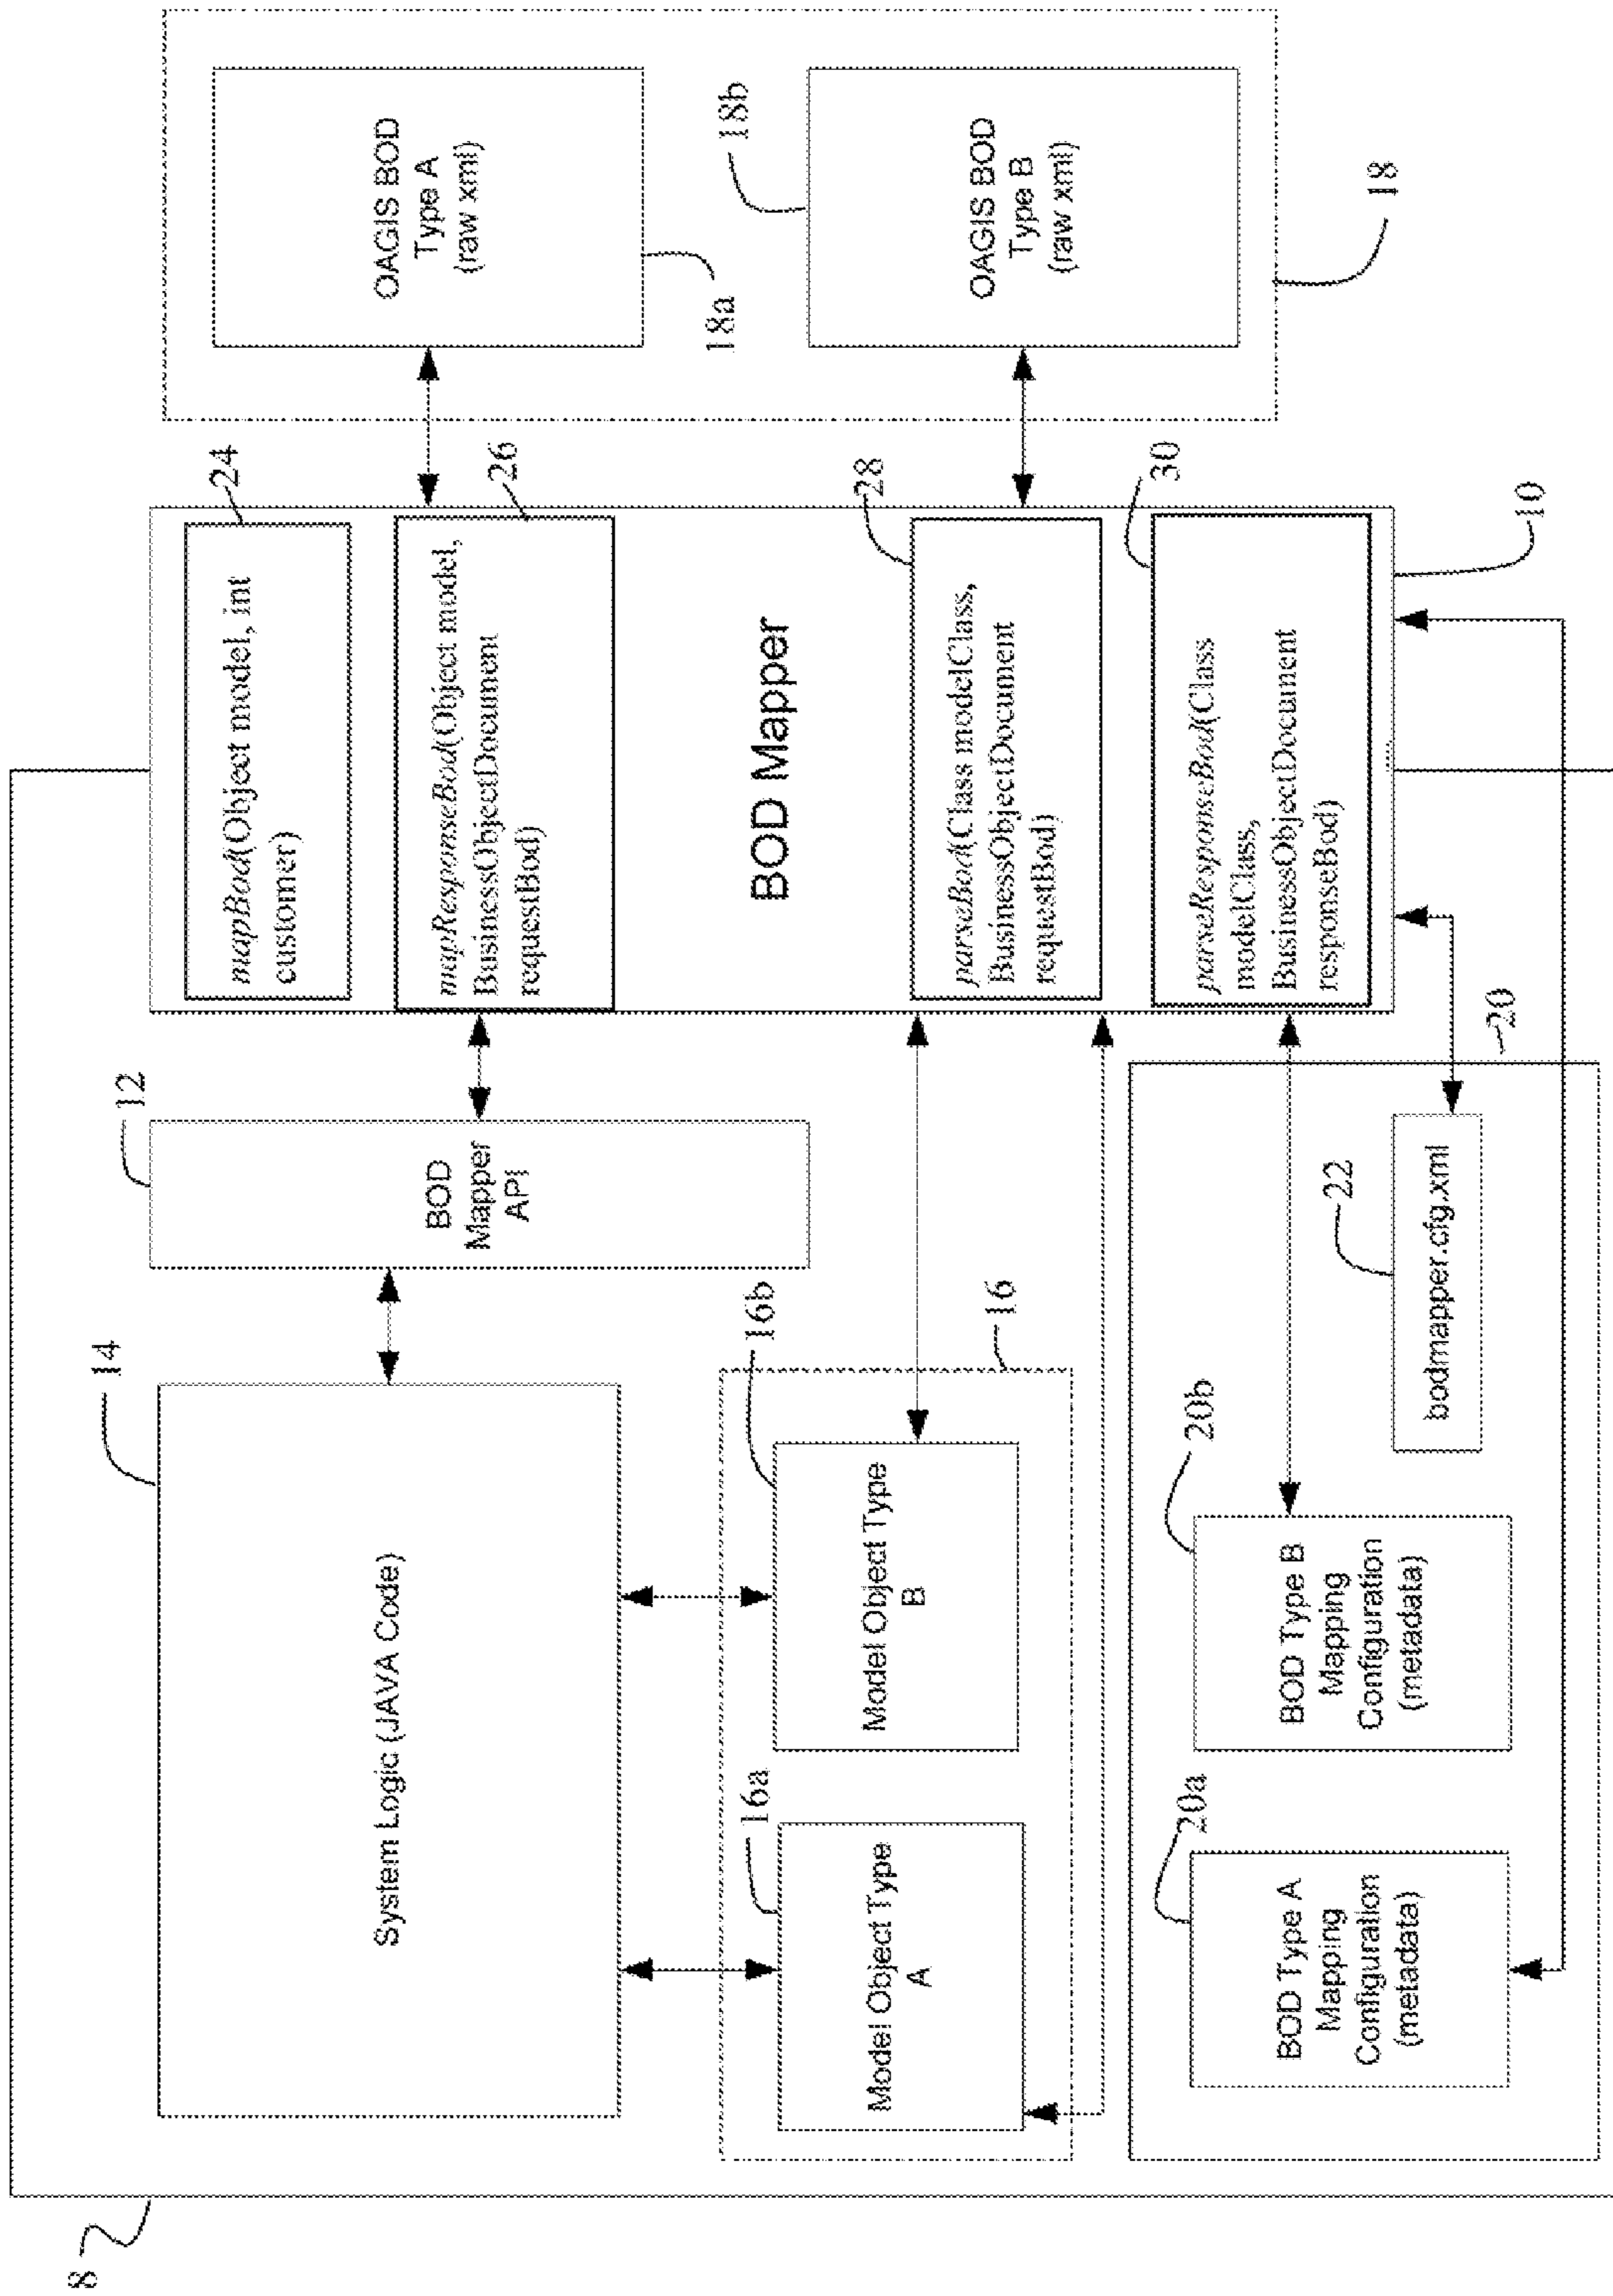 8
14
System Logic (JAVA Code)
12
BOD
Mapper
API
24
mapBod(Object model, int
customer)
26
mapResponseBod(Object model,
BusinessObjectDocument
requestBod)
BOD Mapper
28
parseBod(Class modelClass,
BusinessObjectDocument
requestBod)
30
parseResponseBod(Class
modelClass,
BusinessObjectDocument
responseBod)
10
OAGIS BOD
Type A
(raw xml)
18a
18b
OAGIS BOD
Type B
(raw xml)
18
16a
Model Object Type
A
16b
Model Object Type
B
16
20a
BOD Type A
Mapping
Configuration
(metadata)
20b
BOD Type B
Mapping
Configuration
(metadata)
22
bodmapper.cfg.xml
20